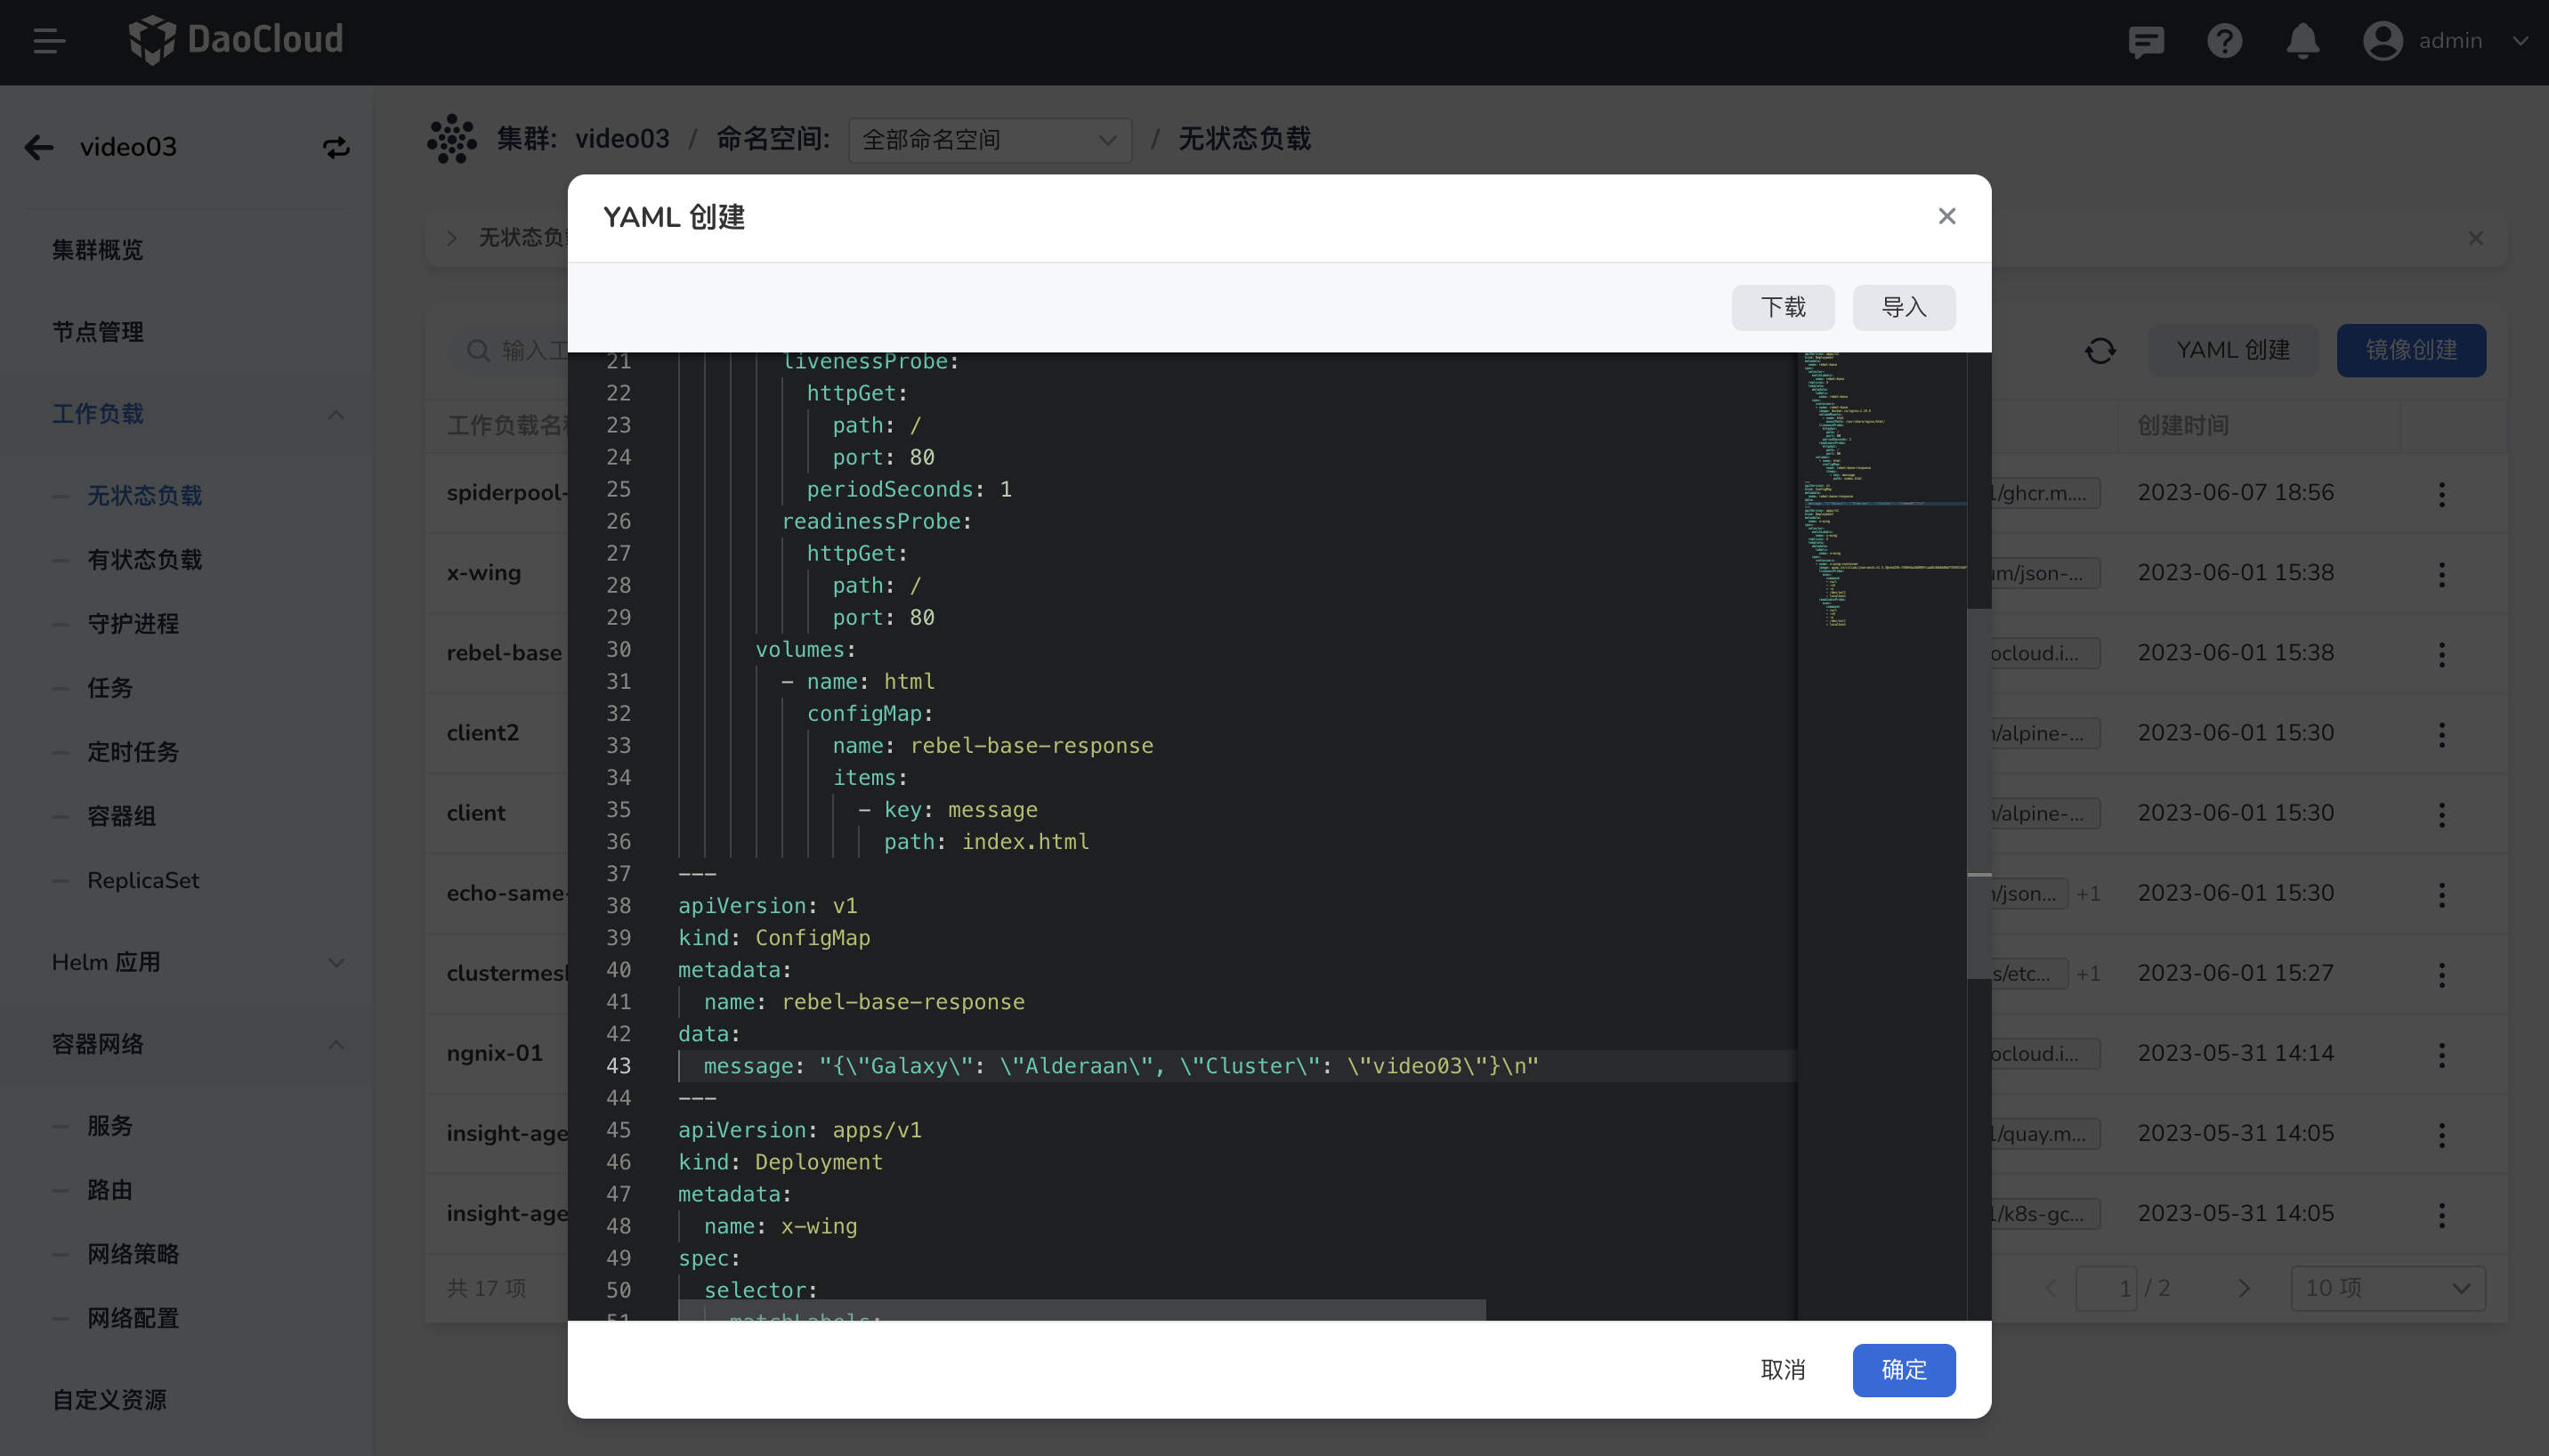 DaoCloud
admin
video03
集群概览
节点管理
工作负载
无状态负载
有状态负载
守护进程
任务
定时任务
容器组
ReplicaSet
Helm 应用
容器网络
服务
路由
网络策略
网络配置
自定义资源
集群: video03 / 命名空间: 全部命名空间 / 无状态负载
无状态负
输入工
YAML 创建
镜像创建
工作负载名
创建时间
spiderpool-
1/ghcr.m....
2023-06-07 18:56
x-wing
um/json-...
2023-06-01 15:38
rebel-base
ocloud.i...
2023-06-01 15:38
client2
/alpine-...
2023-06-01 15:30
client
/alpine-...
2023-06-01 15:30
echo-same-
/json...
+1
2023-06-01 15:30
clustermesh
s/etc...
+1
2023-06-01 15:27
ngnix-01
ocloud.i...
2023-05-31 14:14
insight-age
1/quay.m...
2023-05-31 14:05
insight-age
1/k8s-gc...
2023-05-31 14:05
共 17 项
1 / 2
10 项
YAML 创建
下载
导入
21 livenessProbe:
22 httpGet:
23 path: /
24 port: 80
25 periodSeconds: 1
26 readinessProbe:
27 httpGet:
28 path: /
29 port: 80
30 volumes:
31 - name: html
32 configMap:
33 name: rebel-base-response
34 items:
35 - key: message
36 path: index.html
37 ---
38 apiVersion: v1
39 kind: ConfigMap
40 metadata:
41 name: rebel-base-response
42 data:
43 message: "{\"Galaxy\": \"Alderaan\", \"Cluster\": \"video03\"}\n"
44 ---
45 apiVersion: apps/v1
46 kind: Deployment
47 metadata:
48 name: x-wing
49 spec:
50 selector:
51 matchLabels:
取消
确定